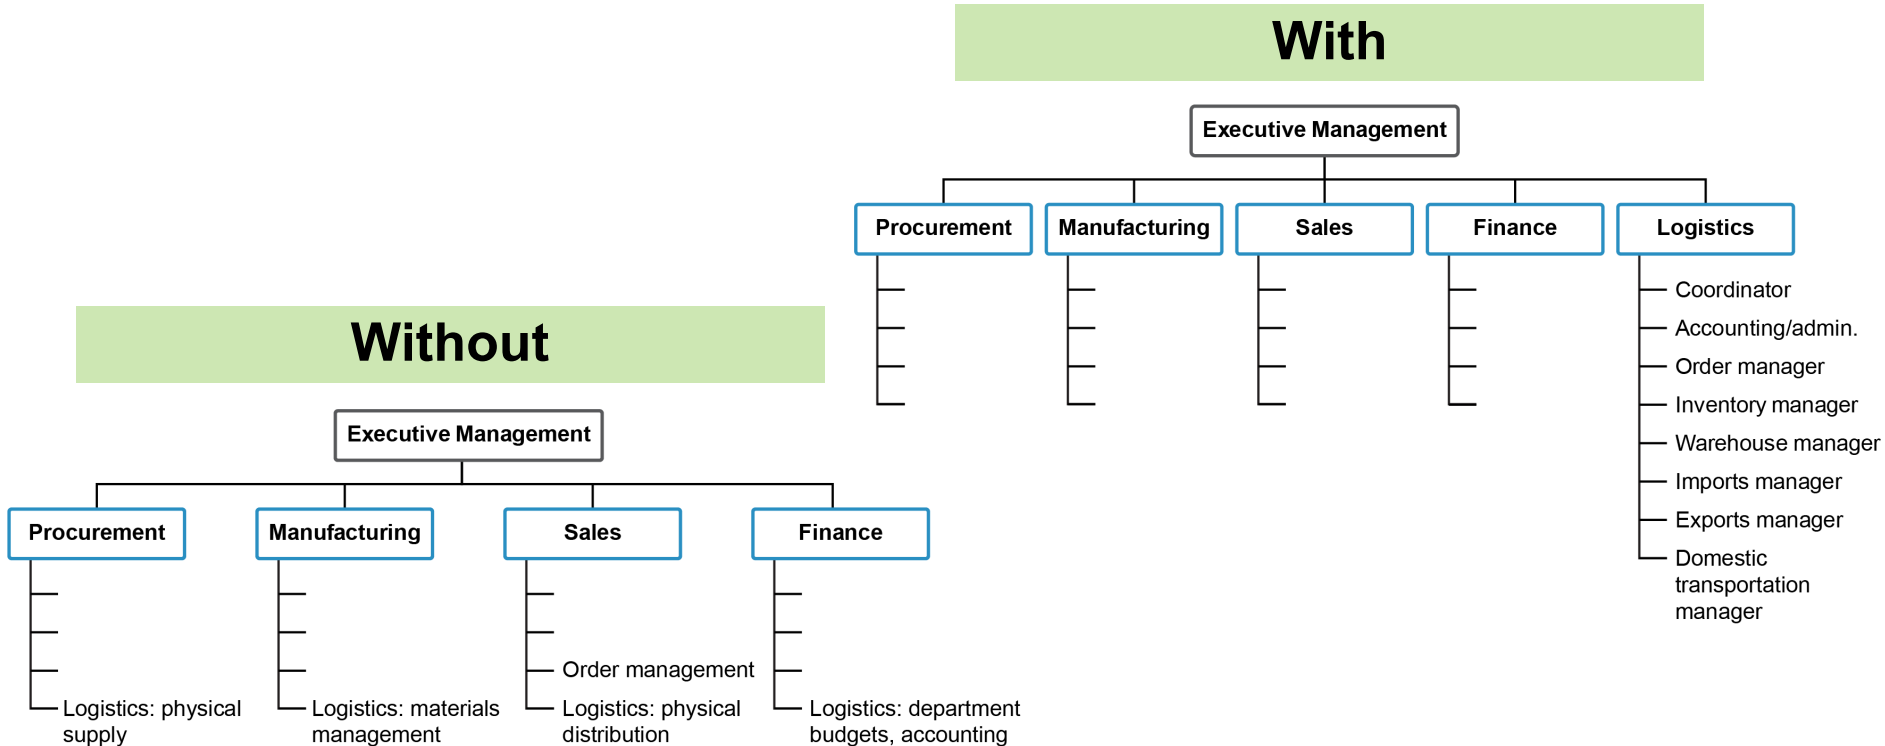 With
Executive Management
Procurement
Manufacturing
Sales
Finance
Logistics
Coordinator
Accounting/admin.
Order manager
Inventory manager
Warehouse manager
Imports manager
Exports manager
Domestic
transportation
manager
Without
Executive Management
Procurement
Manufacturing
Sales
Finance
Logistics: physical
supply
Logistics: materials
management
Order management
Logistics: physical
distribution
Logistics: department
budgets, accounting